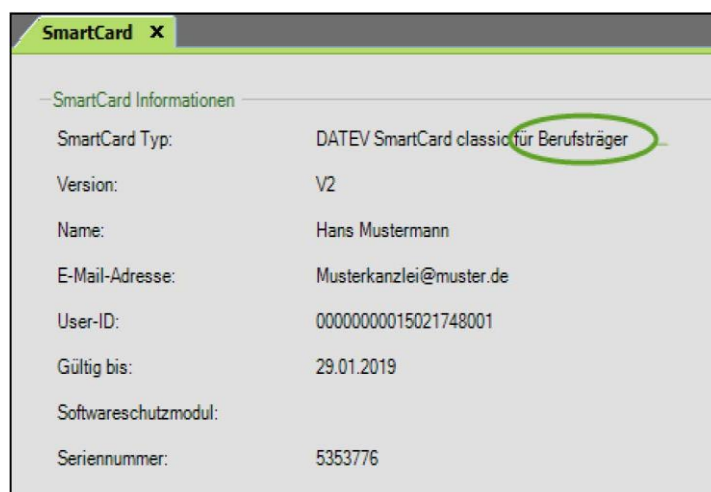 SmartCard X
SmartCard Informationen
SmartCard Typ: DATEV SmartCard classic für Berufsträger
Version: V2
Name: Hans Mustermann
E-Mail-Adresse: Musterkanzlei@muster.de
User-ID: 00000000015021748001
Gültig bis: 29.01.2019
Softwareschutzmodul:
Seriennummer: 5353776